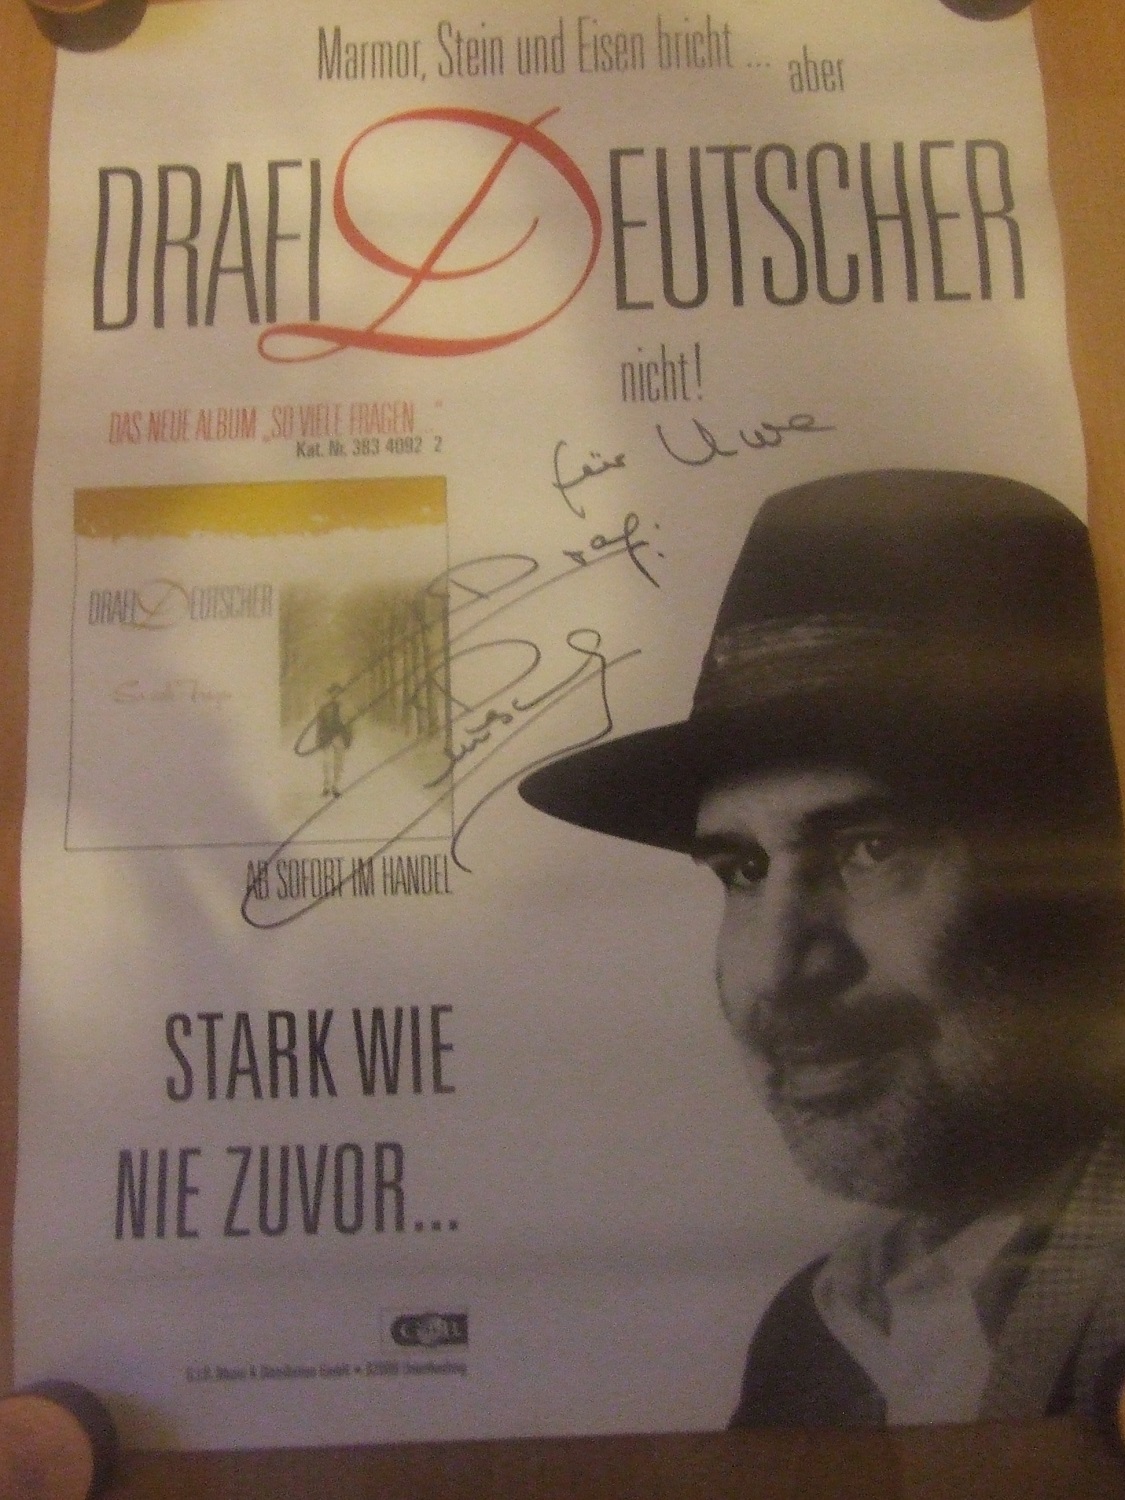 Marmor, Stein und Eisen bricht ... aber
DRAFI DEUTSCHER
nicht!
DAS NEUE ALBUM „SO VIELE FRAGEN..."
Kat. Nr. 383 4092 2
für Uwe
Drafi
Deutscher
DRAFI DEUTSCHER
AB SOFORT IM HANDEL
STARK WIE
NIE ZUVOR...